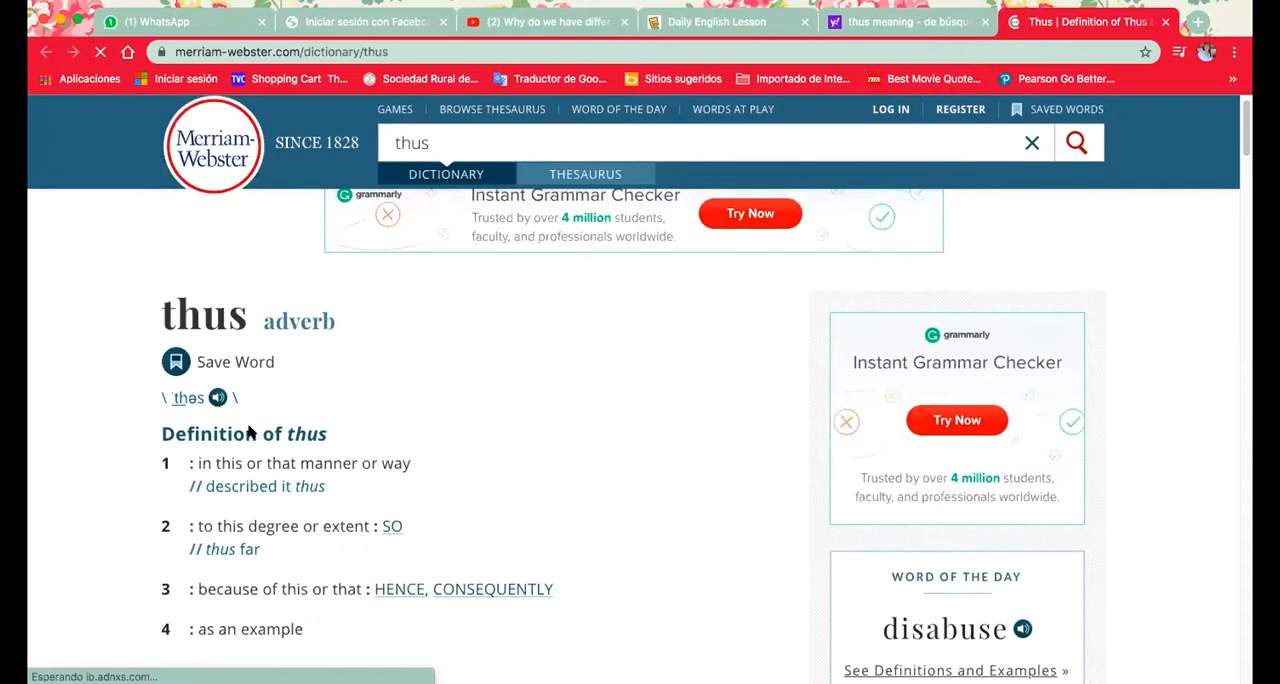 (1) WhatsApp
Iniciar sesión con Facebo
(2) Why do we have differ
Daily English Lesson
thus meaning - de búsqu
Thus | Definition of Thus
merriam-webster.com/dictionary/thus
Aplicaciones
Iniciar sesión
Shopping Cart Th...
Sociedad Rural de...
Traductor de Goo...
Sitios sugeridos
Importado de Inte...
Best Movie Quote...
Pearson Go Better...
»
GAMES
BROWSE THESAURUS
WORD OF THE DAY
WORDS AT PLAY
LOG IN
REGISTER
SAVED WORDS
Merriam-
Webster
SINCE 1828
thus
DICTIONARY
THESAURUS
grammarly
Instant Grammar Checker
Trusted by over 4 million students,
faculty, and professionals worldwide.
Try Now
thus adverb
Save Word
\ ˈthəs \
Definition of thus
1 : in this or that manner or way
// described it thus
2 : to this degree or extent : SO
// thus far
3 : because of this or that : HENCE, CONSEQUENTLY
4 : as an example
grammarly
Instant Grammar Checker
Try Now
Trusted by over 4 million students,
faculty, and professionals worldwide.
WORD OF THE DAY
disabuse
See Definitions and Examples »
Esperando ib.adnxs.com...